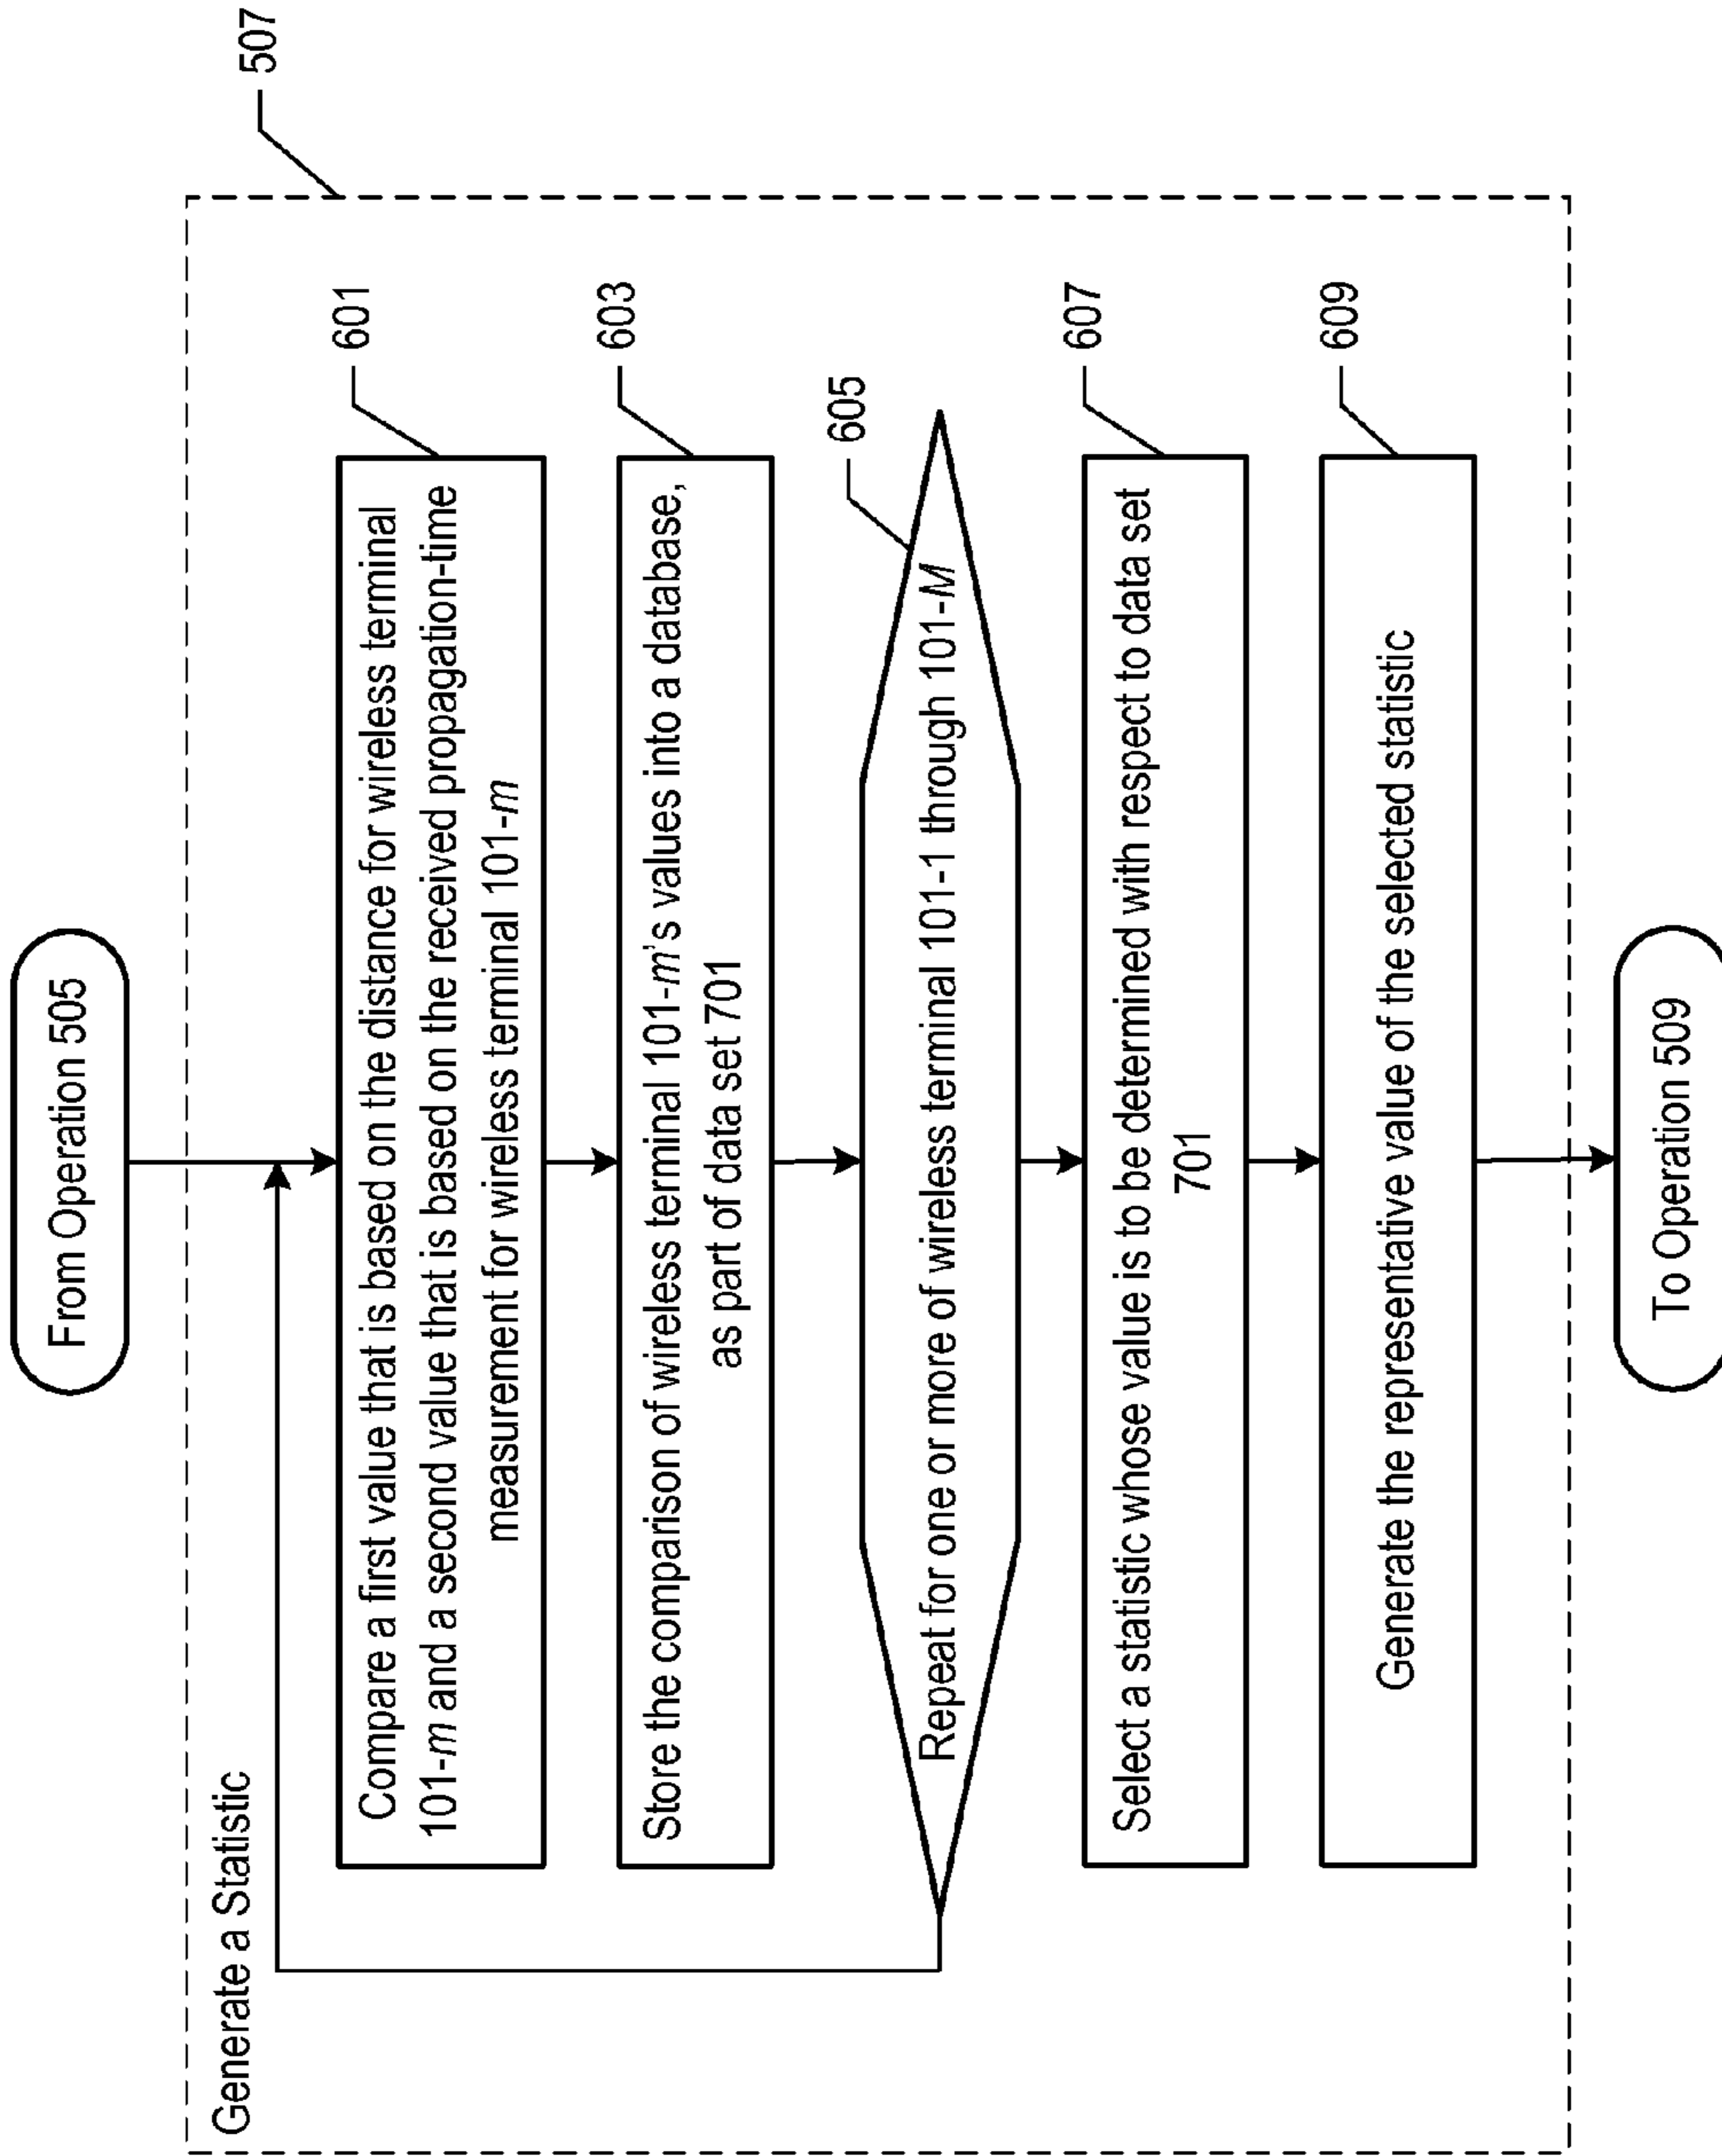 From Operation 505
507
Generate a Statistic
601
Compare a first value that is based on the distance for wireless terminal
101-m and a second value that is based on the received propagation-time
measurement for wireless terminal 101-m
603
Store the comparison of wireless terminal 101-m's values into a database,
as part of data set 701
605
Repeat for one or more of wireless terminal 101-1 through 101-M
607
Select a statistic whose value is to be determined with respect to data set
701
609
Generate the representative value of the selected statistic
To Operation 509